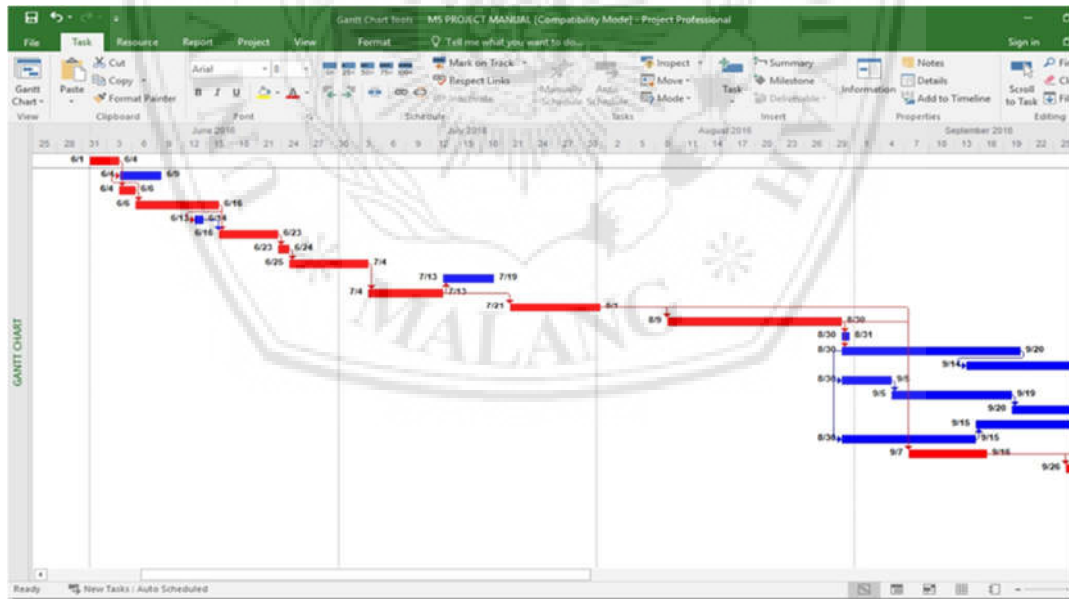 Gantt Chart Tools MS PROJECT MANUAL [Compatibility Mode] - Project Professional
File Task Resource Report Project View Format Tell me what you want to do... Sign in
Cut
Copy
Format Painter
Paste
Clipboard
Gantt Chart
View
Arial 8
B I U A
Font
Mark on Track
Respect Links
Inactivate
Schedule
Manually Schedule
Auto Schedule
Inspect
Move
Mode
Tasks
Task
Summary
Milestone
Deliverable
Insert
Information
Notes
Details
Add to Timeline
Properties
Scroll to Task
Editing
June 2016 July 2016 August 2016 September 2016
25 28 31 3 6 9 12 15 18 21 24 27 30 3 6 9 12 15 18 21 24 27 30 2 5 8 11 14 17 20 23 26 29 1 4 7 10 13 16 19 22 25
6/1 6/4
6/4 6/9
6/4 6/6
6/6 6/16
6/13 6/14
6/16 6/23
6/23 6/24
6/25 7/4
7/13 7/19
7/4 7/13
7/21 8/1
8/9 8/30
8/30 8/31
8/30 9/20
9/14
8/30 9/5
9/5 9/19
9/20
9/15
8/30 9/15
9/7 9/16
9/26
GANTT CHART
MALANG
Ready New Tasks : Auto Scheduled